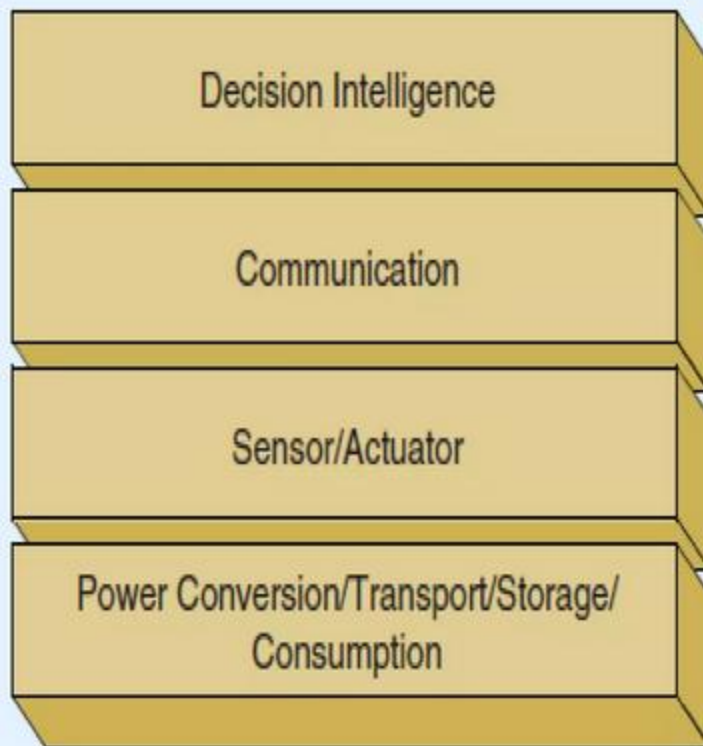 Decision Intelligence
Communication
Sensor/Actuator
Power Conversion/Transport/Storage/
Consumption